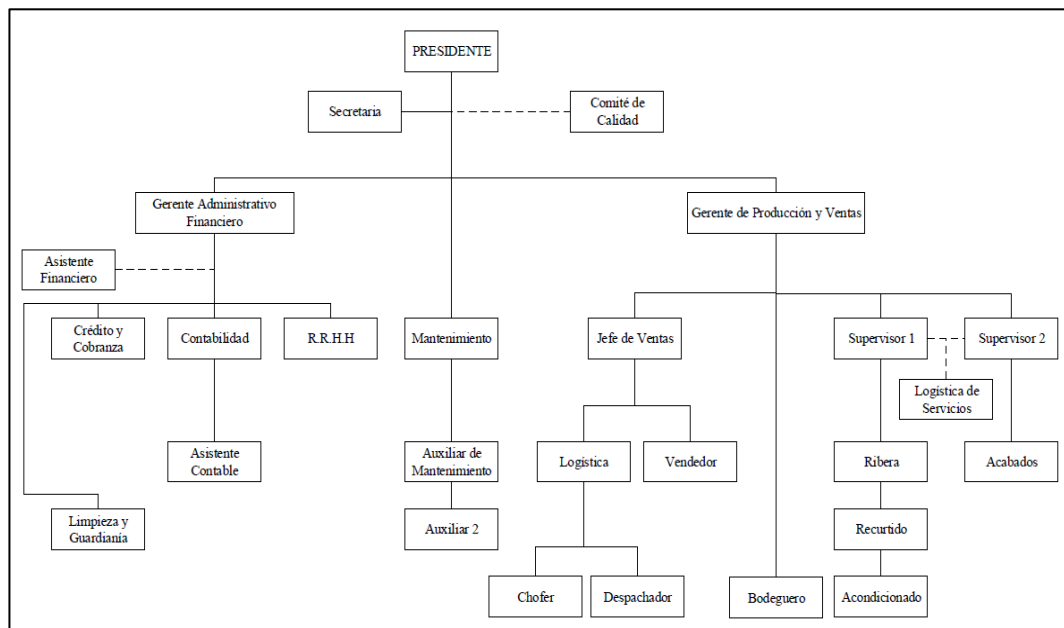 PRESIDENTE
Secretaria
Comité de
Calidad
Gerente Administrativo
Financiero
Gerente de Producción y Ventas
Asistente
Financiero
Crédito y
Cobranza
Contabilidad
R.R.H.H
Mantenimiento
Jefe de Ventas
Supervisor 1
Supervisor 2
Logística de
Servicios
Asistente
Contable
Auxiliar de
Mantenimiento
Logística
Vendedor
Ribera
Acabados
Limpieza y
Guardianía
Auxiliar 2
Recurtido
Chofer
Despachador
Bodeguero
Acondicionado